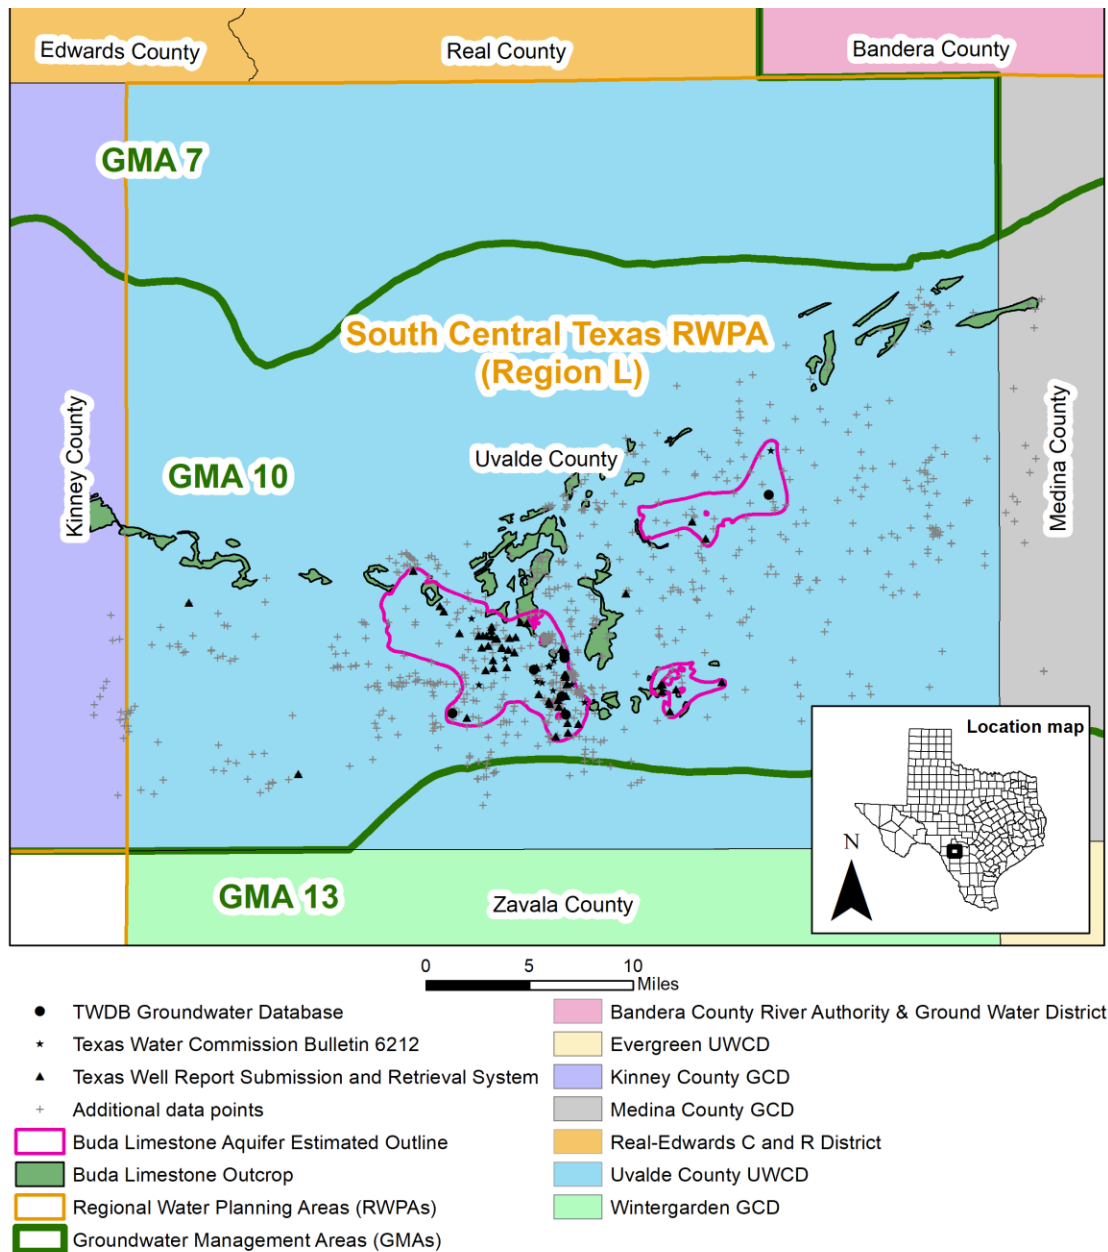 Edwards County
Real County
Bandera County
GMA 7
South Central Texas RWPA
(Region L)
Kinney County
Uvalde County
GMA 10
Medina County
Location map
N
GMA 13
Zavala County
0 5 10
Miles
TWDB Groundwater Database
Texas Water Commission Bulletin 6212
Texas Well Report Submission and Retrieval System
Additional data points
Buda Limestone Aquifer Estimated Outline
Buda Limestone Outcrop
Regional Water Planning Areas (RWPAs)
Groundwater Management Areas (GMAs)
Bandera County River Authority & Ground Water District
Evergreen UWCD
Kinney County GCD
Medina County GCD
Real-Edwards C and R District
Uvalde County UWCD
Wintergarden GCD